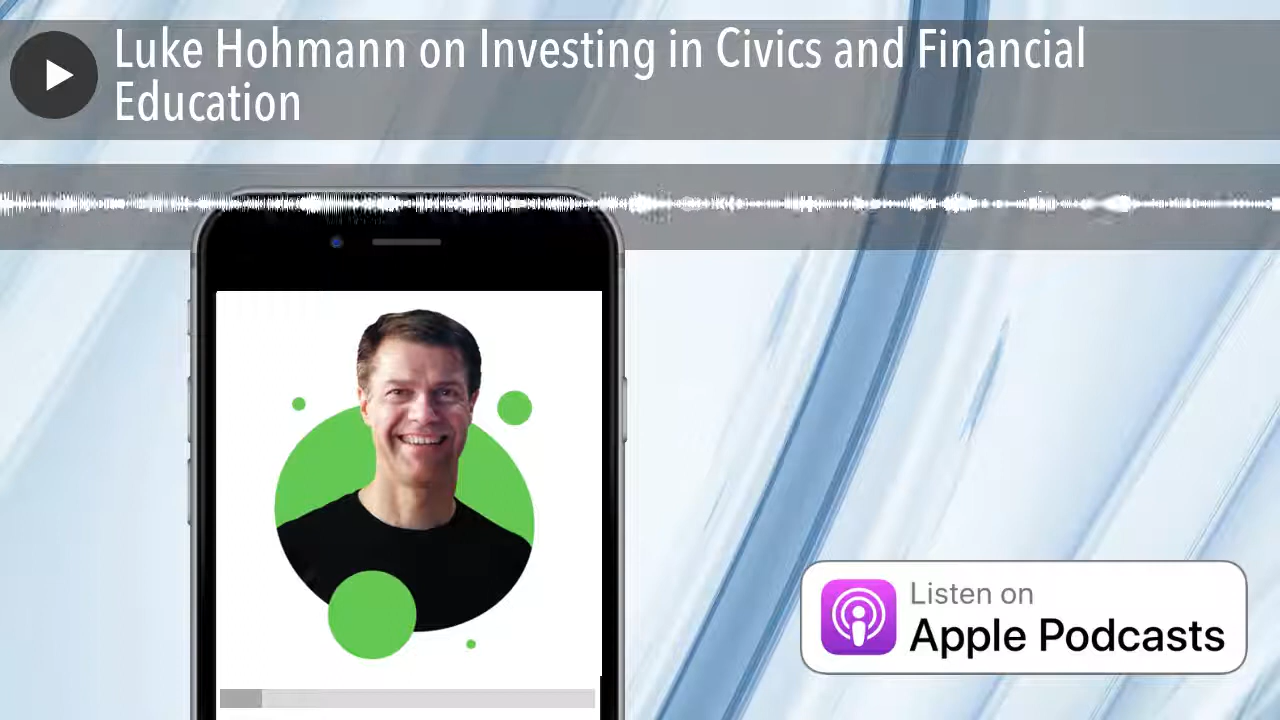 Luke Hohmann on Investing in Civics and Financial
Education
Listen on
Apple Podcasts